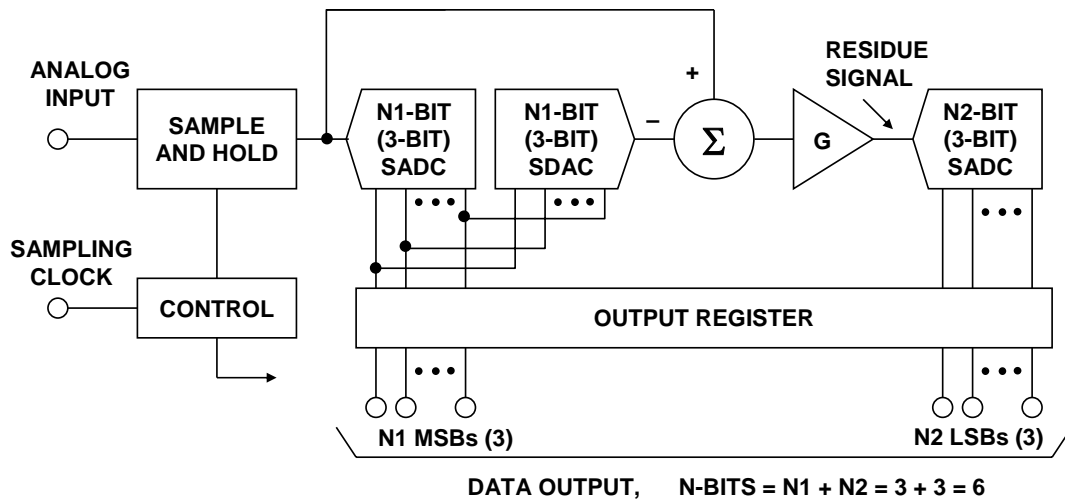 ANALOG
INPUT
SAMPLE
AND HOLD
N1-BIT
(3-BIT)
SADC
N1-BIT
(3-BIT)
SDAC
+
–
Σ
G
RESIDUE
SIGNAL
N2-BIT
(3-BIT)
SADC
SAMPLING
CLOCK
CONTROL
OUTPUT REGISTER
N1 MSBs (3)
N2 LSBs (3)
DATA OUTPUT, N-BITS = N1 + N2 = 3 + 3 = 6